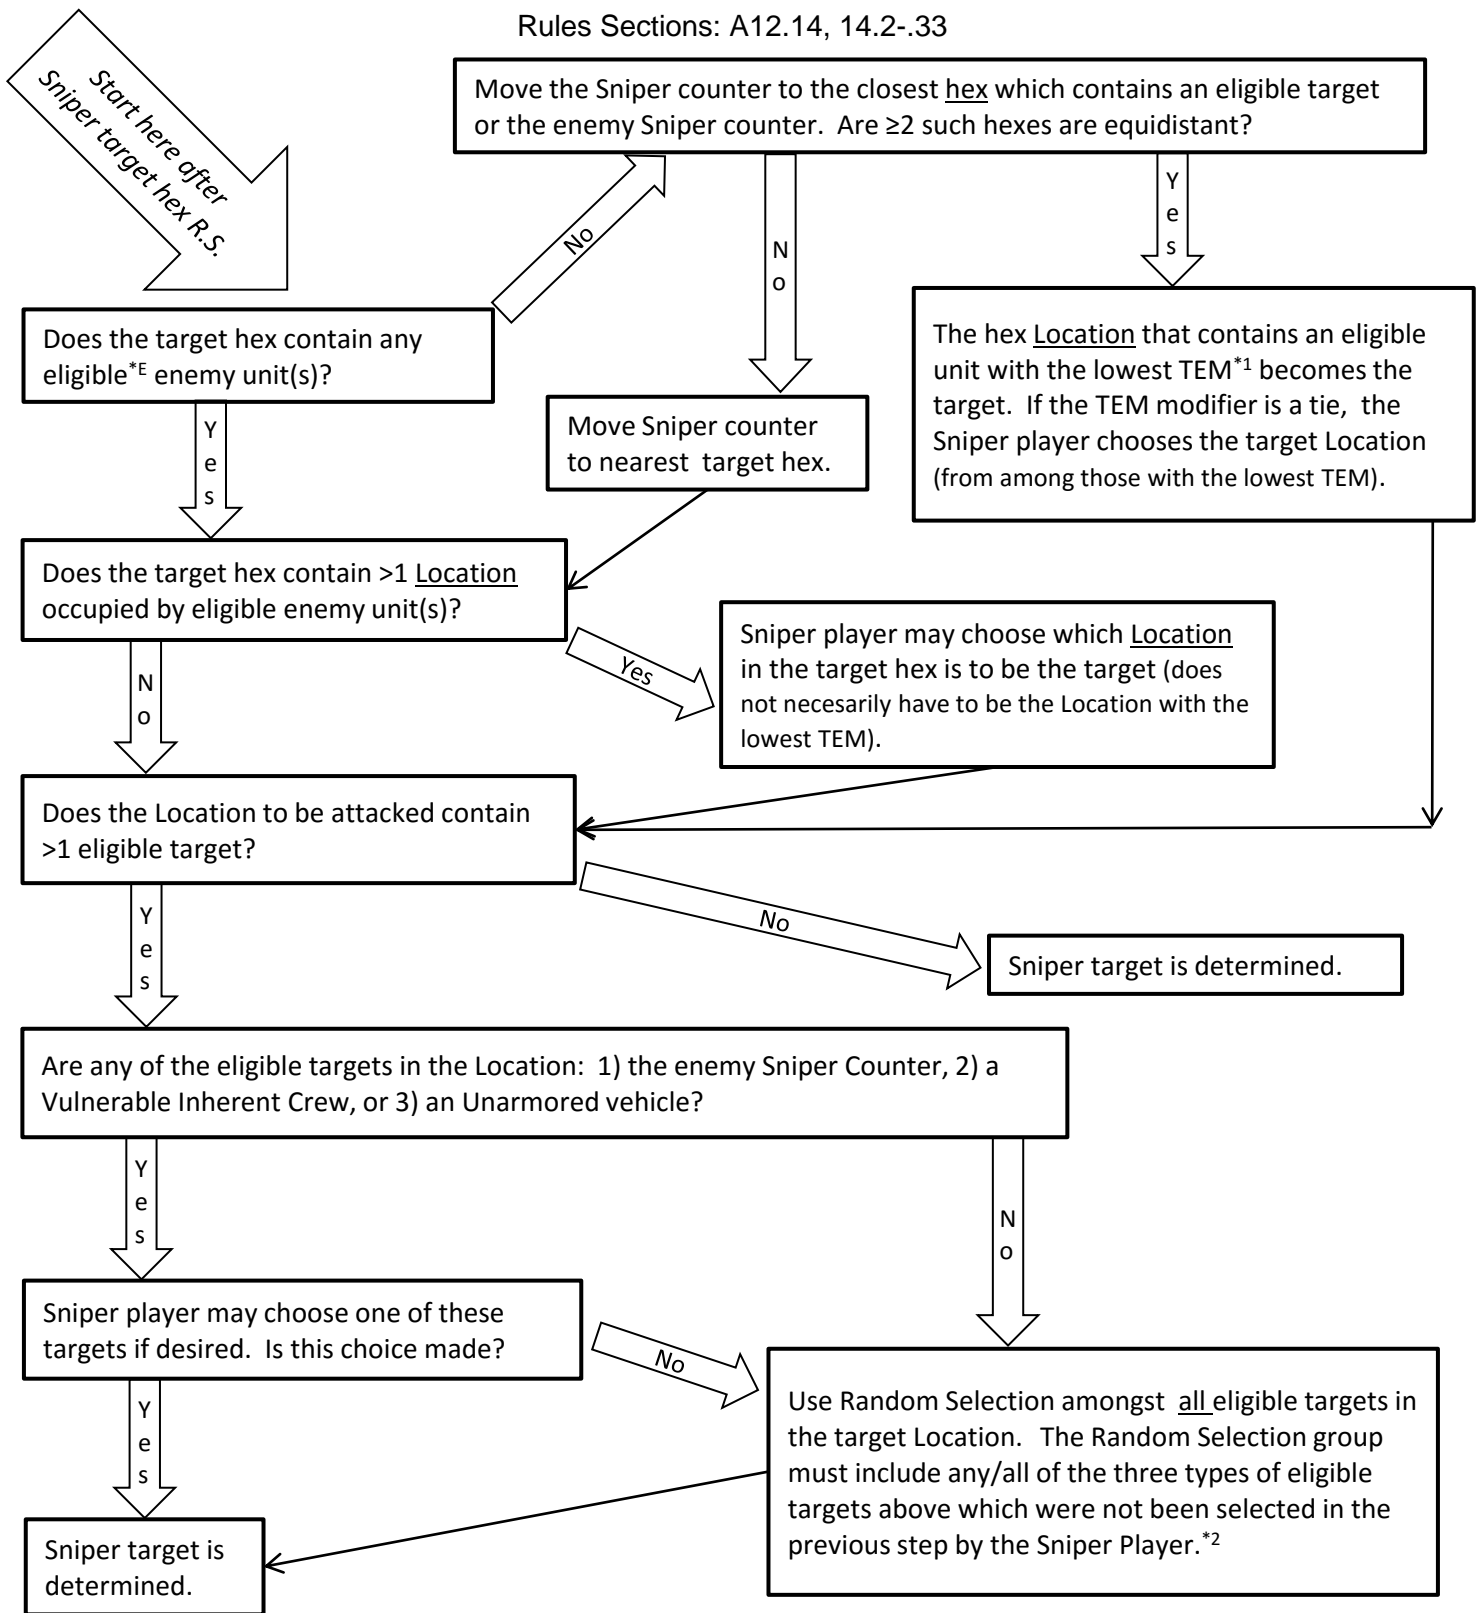 Rules Sections: A12.14, 14.2-.33
Start here after
Sniper target hex R.S.
Move the Sniper counter to the closest hex which contains an eligible target
or the enemy Sniper counter. Are ≥2 such hexes are equidistant?
No
No
Yes
Does the target hex contain any
eligible*E enemy unit(s)?
Yes
Move Sniper counter
to nearest target hex.
The hex Location that contains an eligible
unit with the lowest TEM*1 becomes the
target. If the TEM modifier is a tie, the
Sniper player chooses the target Location
(from among those with the lowest TEM).
Does the target hex contain >1 Location
occupied by eligible enemy unit(s)?
Yes
No
Sniper player may choose which Location
in the target hex is to be the target (does
not necesarily have to be the Location with the
lowest TEM).
Does the Location to be attacked contain
>1 eligible target?
No
Yes
Sniper target is determined.
Are any of the eligible targets in the Location: 1) the enemy Sniper Counter, 2) a
Vulnerable Inherent Crew, or 3) an Unarmored vehicle?
Yes
No
Sniper player may choose one of these
targets if desired. Is this choice made?
No
Yes
Use Random Selection amongst all eligible targets in
the target Location. The Random Selection group
must include any/all of the three types of eligible
targets above which were not been selected in the
previous step by the Sniper Player.*2
Sniper target is
determined.